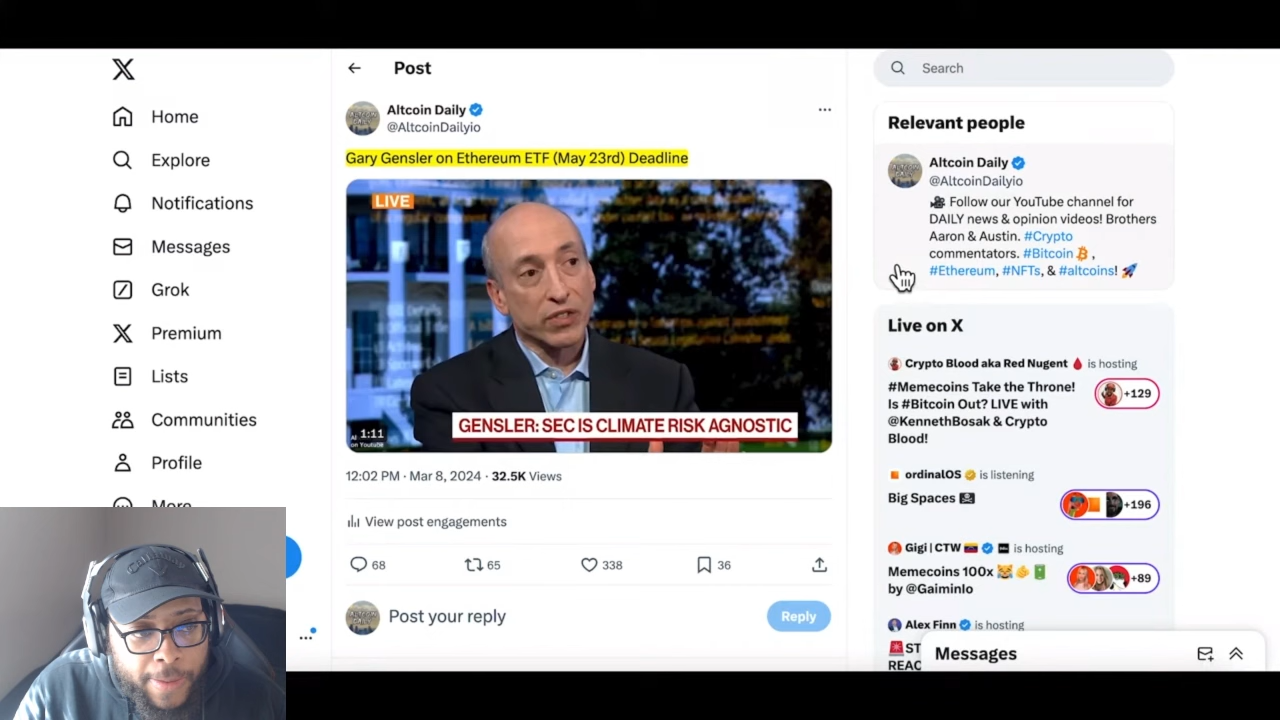 Home
Explore
Notifications
Messages
Grok
Premium
Lists
Communities
Profile
More
Post
Altcoin Daily
@AltcoinDailyio
Gary Gensler on Ethereum ETF (May 23rd) Deadline
LIVE
GENSLER: SEC IS CLIMATE RISK AGNOSTIC
1:11
on Youtube
12:02 PM · Mar 8, 2024 · 32.5K Views
View post engagements
68
65
338
36
Post your reply
Reply
Search
Relevant people
Altcoin Daily
@AltcoinDailyio
Follow our YouTube channel for
DAILY news & opinion videos! Brothers
Aaron & Austin. #Crypto
commentators. #Bitcoin ,
#Ethereum, #NFTs, & #altcoins! 🚀
Live on X
Crypto Blood aka Red Nugent 🩸 is hosting
#Memecoins Take the Throne!
Is #Bitcoin Out? LIVE with
@KennethBosak & Crypto
Blood!
+129
ordinalOS is listening
Big Spaces 🏴‍☠️
+196
Gigi | CTW 🇻🇪 is hosting
Memecoins 100x
by @GaiminIo
+89
Alex Finn is hosting
🚨ST
REAC
Messages